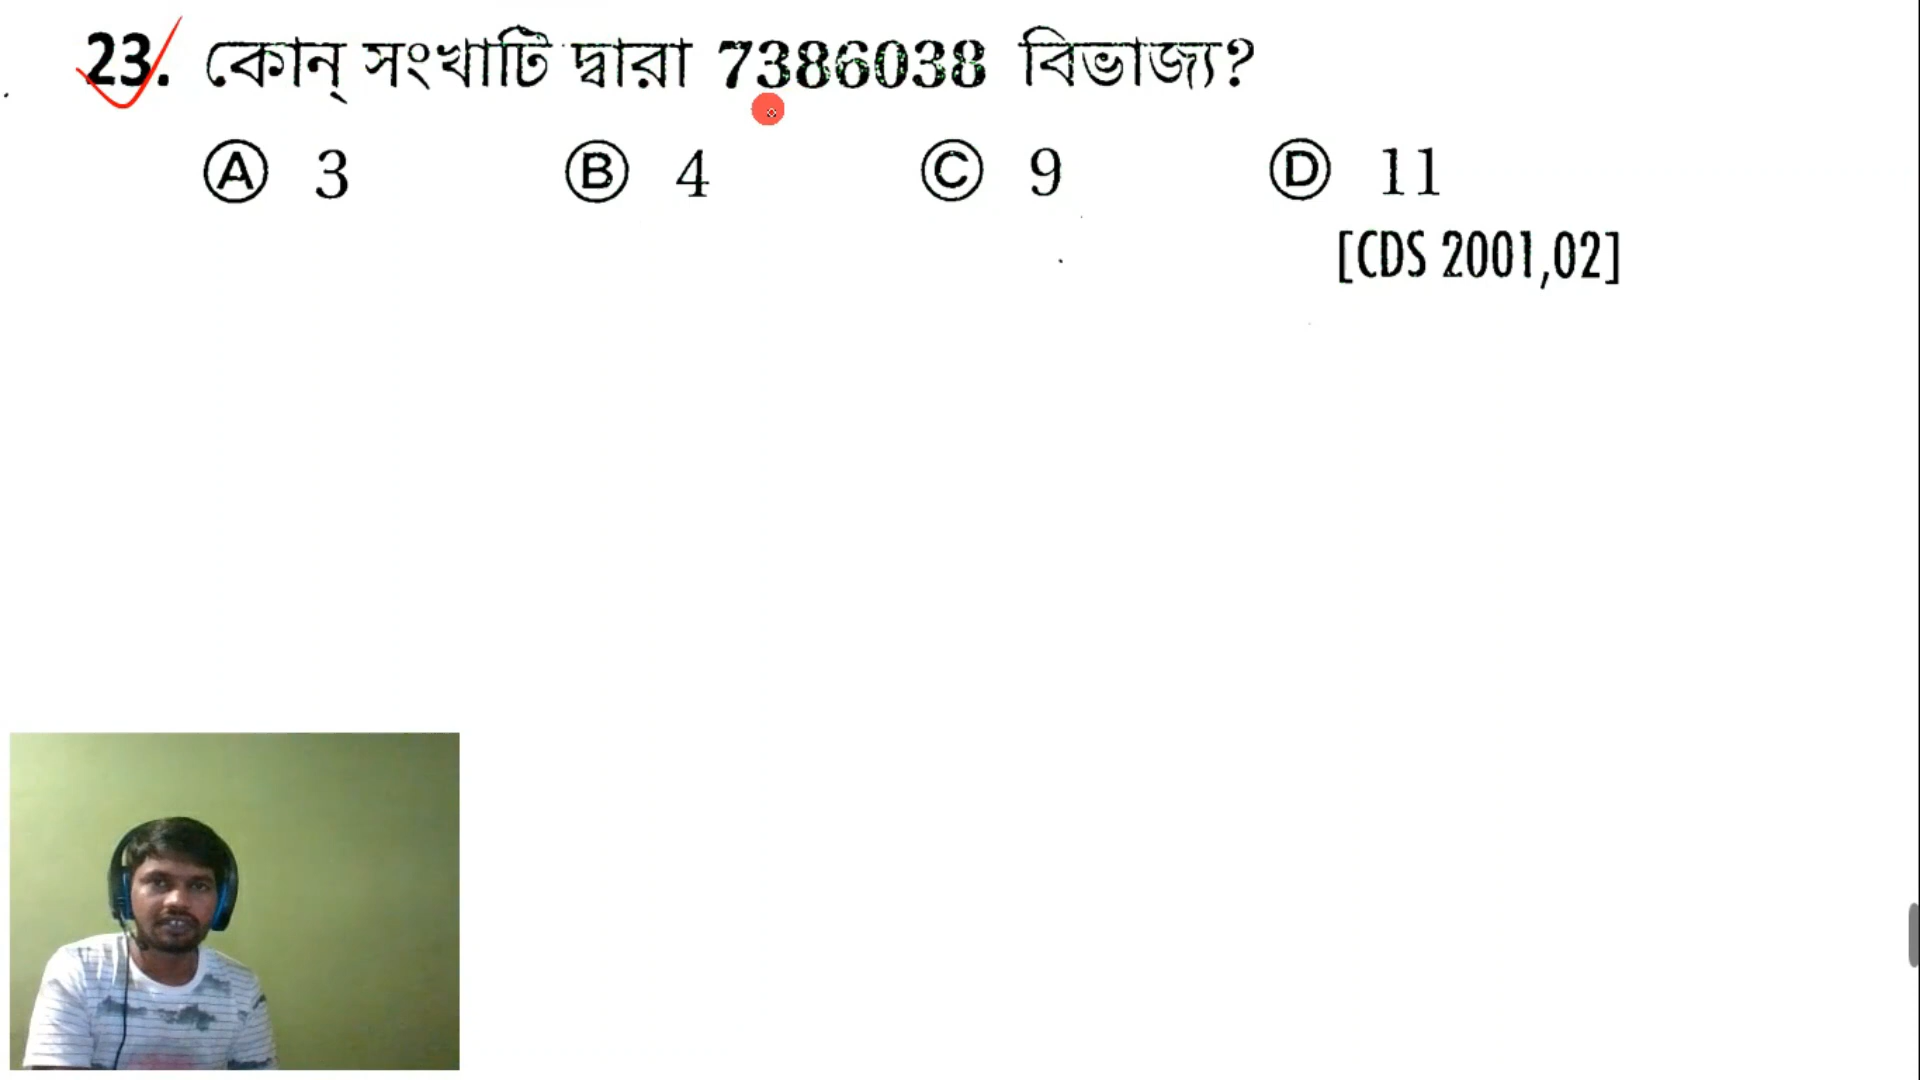 23. কোন্ সংখাটি দ্বারা 7386038 বিভাজ্য?
Ⓐ 3 Ⓑ 4 Ⓒ 9 Ⓓ 11
[CDS 2001,02]